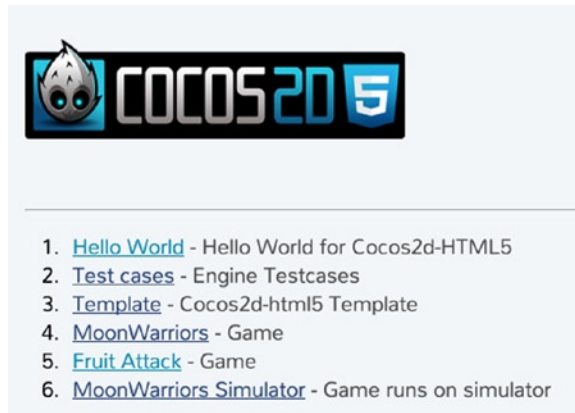 COCOS2D 5
1. Hello World - Hello World for Cocos2d-HTML5
2. Test cases - Engine Testcases
3. Template - Cocos2d-html5 Template
4. MoonWarriors - Game
5. Fruit Attack - Game
6. MoonWarriors Simulator - Game runs on simulator